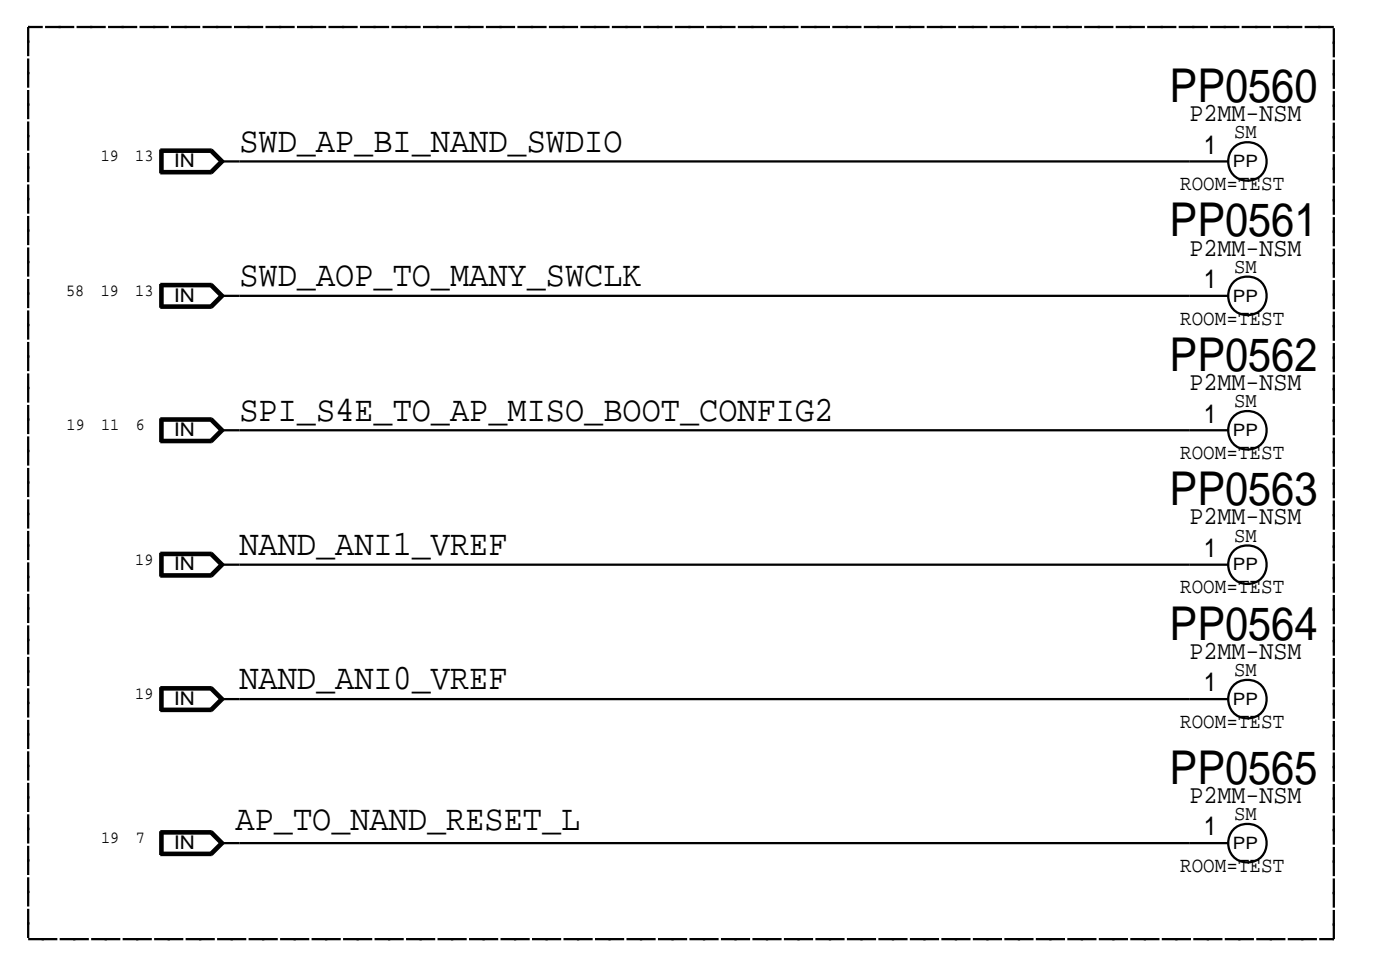 PP0560
P2MM-NSM
SWD_AP_BI_NAND_SWDIO
1 SM
19 13 IN PP
ROOM=TEST
PP0561
P2MM-NSM
SWD_AOP_TO_MANY_SWCLK
1 SM
58 19 13 IN PP
ROOM=TEST
PP0562
P2MM-NSM
SPI_S4E_TO_AP_MISO_BOOT_CONFIG2
1 SM
19 11 6 IN PP
ROOM=TEST
PP0563
P2MM-NSM
NAND_ANI1_VREF
1 SM
19 IN PP
ROOM=TEST
PP0564
P2MM-NSM
NAND_ANI0_VREF
1 SM
19 IN PP
ROOM=TEST
PP0565
P2MM-NSM
AP_TO_NAND_RESET_L
1 SM
19 7 IN PP
ROOM=TEST